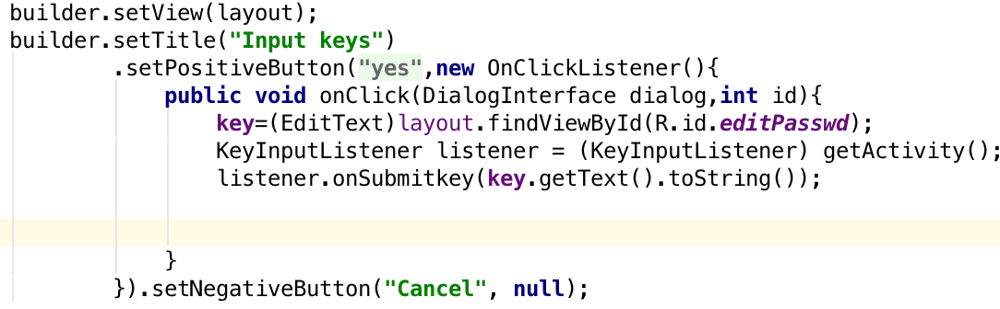 builder.setView(layout);
builder.setTitle("Input keys")
.setPositiveButton("yes",new OnClickListener(){
public void onClick(DialogInterface dialog,int id){
key=(EditText)layout.findViewById(R.id.editPasswd);
KeyInputListener listener = (KeyInputListener) getActivity();
listener.onSubmitkey(key.getText().toString());
}
}).setNegativeButton("Cancel", null);